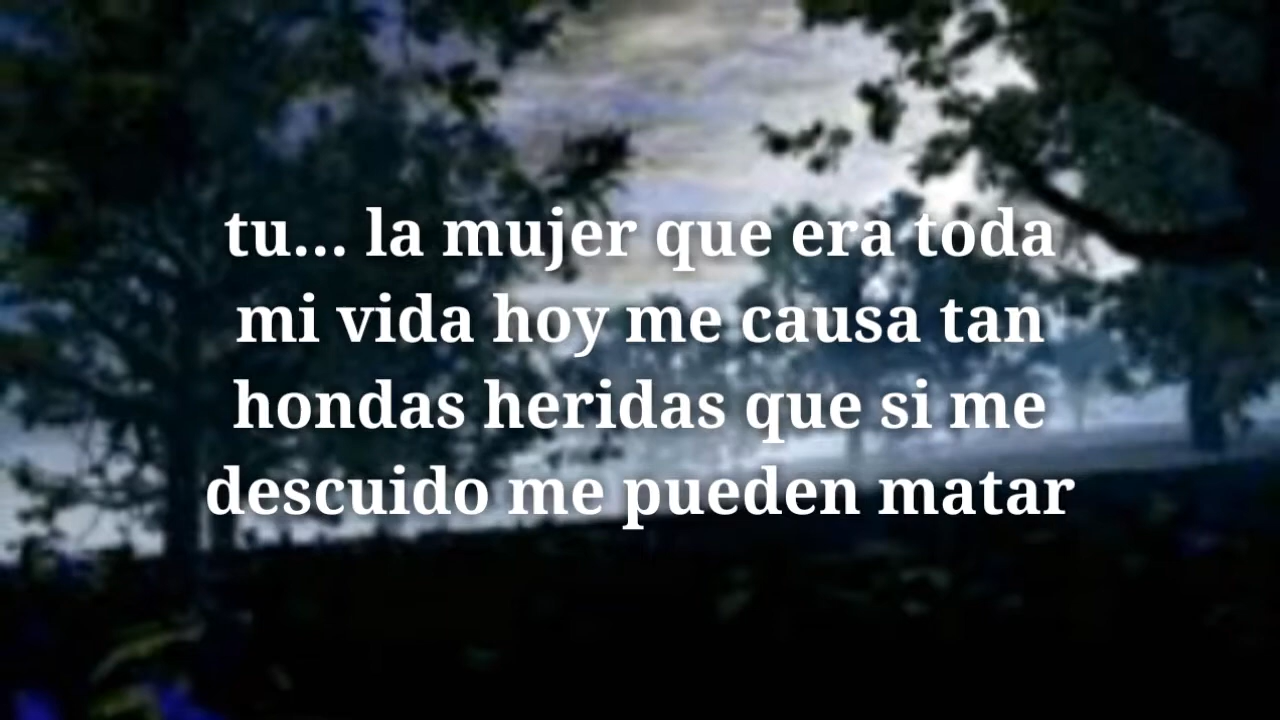 tu... la mujer que era toda
mi vida hoy me causa tan
hondas heridas que si me
descuido me pueden matar